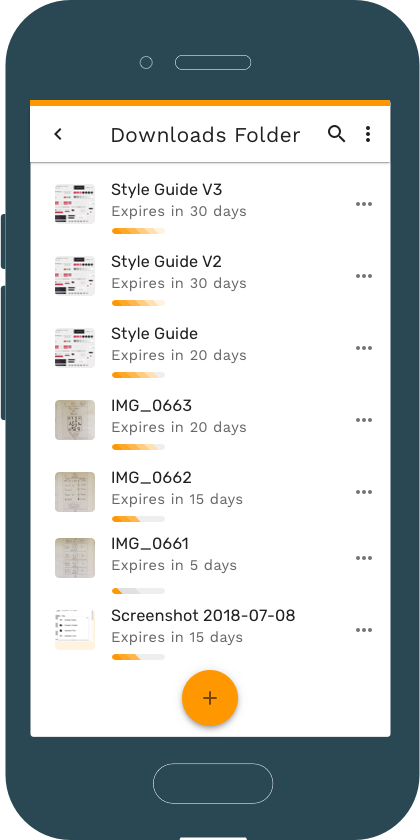 Downloads Folder
Style Guide V3
Expires in 30 days
Style Guide V2
Expires in 30 days
Style Guide
Expires in 20 days
IMG_0663
Expires in 20 days
IMG_0662
Expires in 15 days
IMG_0661
Expires in 5 days
Screenshot 2018-07-08
Expires in 15 days